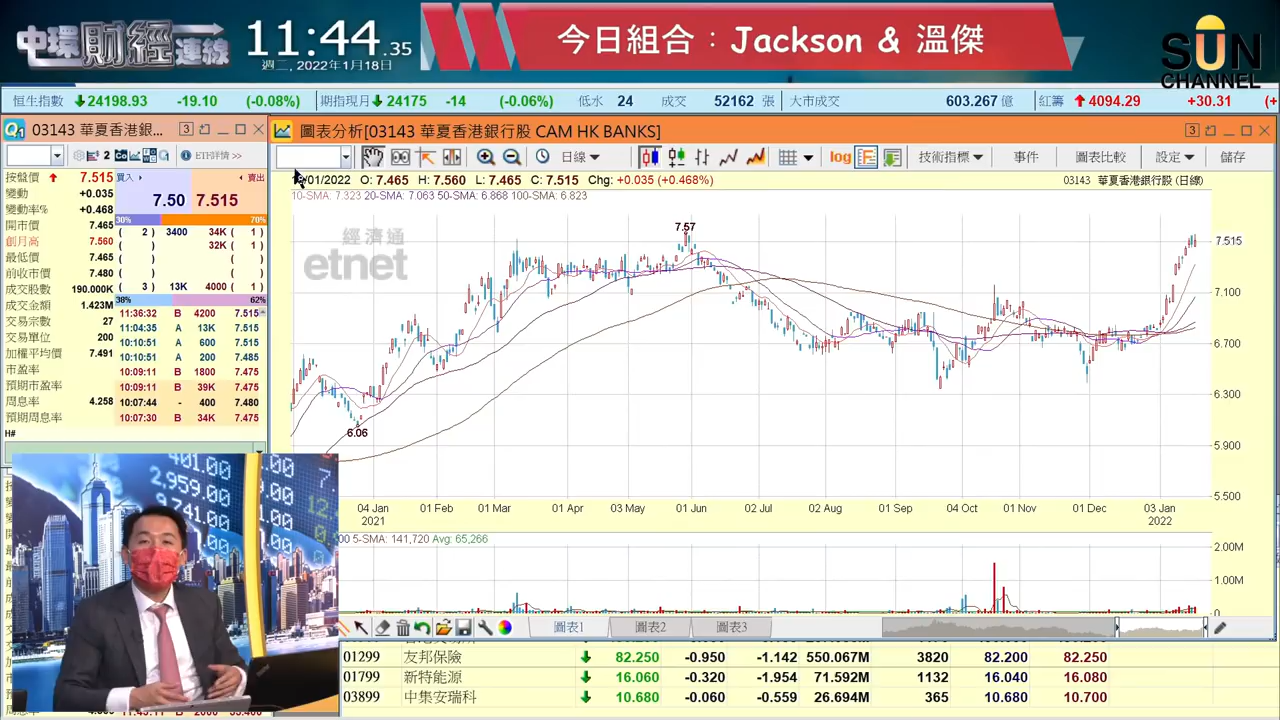 中環財經連線
11:44.35
週二, 2022年1月18日
今日組合：Jackson & 溫傑
SUN CHANNEL
恒生指數 24198.93 -19.10 (-0.08%) 期指現月 24175 -14 (-0.06%) 低水 24 成交 52162 張 大市成交 603.267 億 紅籌 4094.29 +30.31
03143 華夏香港銀行... 3
圖表分析[03143 華夏香港銀行股 CAM HK BANKS] 3
2 ETF詳情 >>
日線 log 技術指標 事件 圖表比較 設定 儲存
/01/2022 O: 7.465 H: 7.560 L: 7.465 C: 7.515 Chg: +0.035 (+0.468%) 03143 華夏香港銀行股 (日線)
10-SMA: 7.323 20-SMA: 7.063 50-SMA: 6.868 100-SMA: 6.823
按盤價 7.515 買入 賣出
變動 +0.035 7.50 7.515
變動率% +0.468
開市價 7.465 30% 70%
創月高 7.560 ( 2) 3400 34K ( 1)
32K ( 1)
最低價 7.465
前收市價 7.480
成交股數 190.000K ( 3) 13K 4000 ( 1)
成交金額 1.423M 38% 62%
交易宗數 27 11:36:32 B 4200 7.515
交易單位 200 11:04:35 A 13K 7.515
加權平均價 7.491 10:10:51 A 600 7.515
市盈率 10:10:51 A 200 7.485
預期市盈率 10:09:11 B 1800 7.475
周息率 4.258 10:09:11 B 39K 7.475
預期周息率 10:07:44 - 400 7.480
10:07:30 B 34K 7.475
H#
經濟通
etnet
7.57
6.06
7.515
7.100
6.700
6.300
5.900
5.500
04 Jan 01 Feb 01 Mar 01 Apr 03 May 01 Jun 02 Jul 02 Aug 01 Sep 04 Oct 01 Nov 01 Dec 03 Jan
2021 2022
00 5-SMA: 141,720 Avg: 65,266
2.00M
1.00M
0
圖表1 圖表2 圖表3
01299 友邦保險 82.250 -0.950 -1.142 550.067M 3820 82.200 82.250
01799 新特能源 16.060 -0.320 -1.954 71.592M 1132 16.040 16.080
03899 中集安瑞科 10.680 -0.060 -0.559 26.694M 365 10.680 10.700